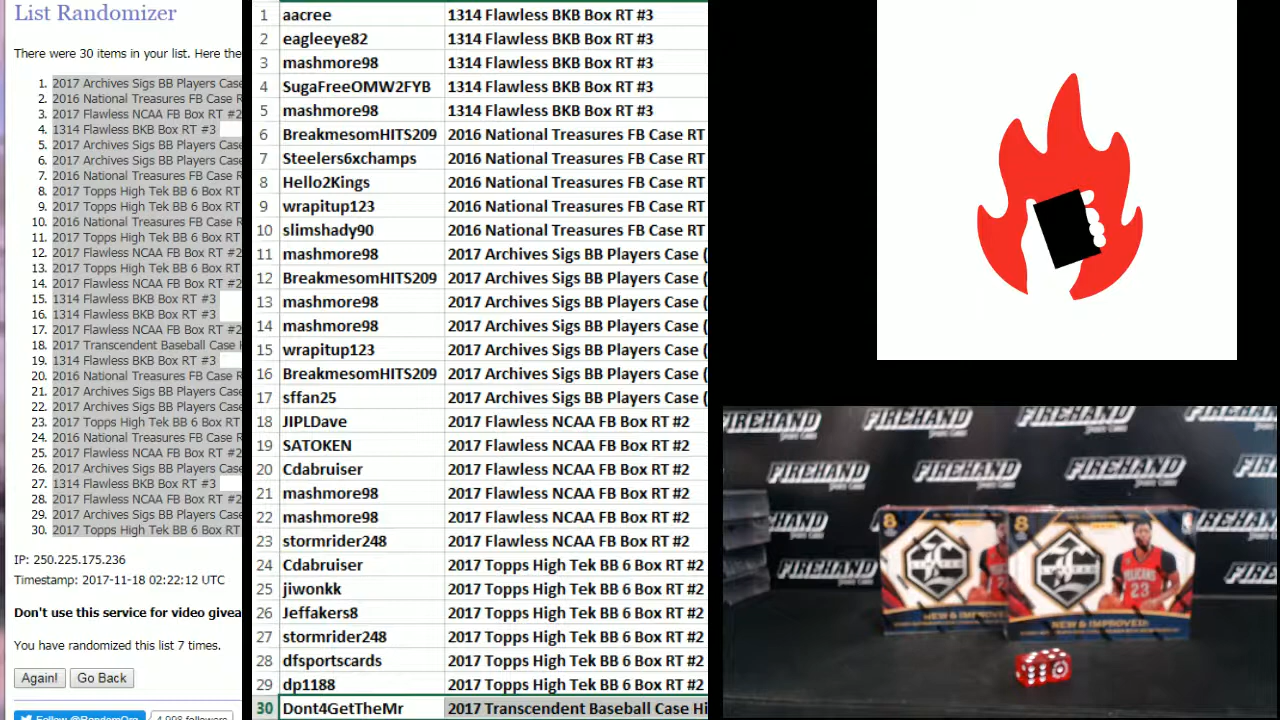 List Randomizer
There were 30 items in your list. Here the
1. 2017 Archives Sigs BB Players Case
2. 2016 National Treasures FB Case R
3. 2017 Flawless NCAA FB Box RT #2
4. 1314 Flawless BKB Box RT #3
5. 2017 Archives Sigs BB Players Case
6. 2017 Archives Sigs BB Players Case
7. 2016 National Treasures FB Case R
8. 2017 Topps High Tek BB 6 Box RT
9. 2017 Topps High Tek BB 6 Box RT
10. 2016 National Treasures FB Case R
11. 2017 Topps High Tek BB 6 Box RT
12. 2017 Flawless NCAA FB Box RT #2
13. 2017 Topps High Tek BB 6 Box RT
14. 2017 Flawless NCAA FB Box RT #2
15. 1314 Flawless BKB Box RT #3
16. 1314 Flawless BKB Box RT #3
17. 2017 Flawless NCAA FB Box RT #2
18. 2017 Transcendent Baseball Case
19. 1314 Flawless BKB Box RT #3
20. 2016 National Treasures FB Case R
21. 2017 Archives Sigs BB Players Case
22. 2017 Archives Sigs BB Players Case
23. 2017 Topps High Tek BB 6 Box RT
24. 2016 National Treasures FB Case R
25. 2017 Flawless NCAA FB Box RT #2
26. 2017 Archives Sigs BB Players Case
27. 1314 Flawless BKB Box RT #3
28. 2017 Flawless NCAA FB Box RT #2
29. 2017 Archives Sigs BB Players Case
30. 2017 Topps High Tek BB 6 Box RT
IP: 250.225.175.236
Timestamp: 2017-11-18 02:22:12 UTC
Don't use this service for video givea
You have randomized this list 7 times.
Again! Go Back
Follow @RandomOrg 4,998 followers
1 aacree 1314 Flawless BKB Box RT #3
2 eagleeye82 1314 Flawless BKB Box RT #3
3 mashmore98 1314 Flawless BKB Box RT #3
4 SugaFreeOMW2FYB 1314 Flawless BKB Box RT #3
5 mashmore98 1314 Flawless BKB Box RT #3
6 BreakmesomHITS209 2016 National Treasures FB Case RT
7 Steelers6xchamps 2016 National Treasures FB Case RT
8 Hello2Kings 2016 National Treasures FB Case RT
9 wrapitup123 2016 National Treasures FB Case RT
10 slimshady90 2016 National Treasures FB Case RT
11 mashmore98 2017 Archives Sigs BB Players Case (
12 BreakmesomHITS209 2017 Archives Sigs BB Players Case (
13 mashmore98 2017 Archives Sigs BB Players Case (
14 mashmore98 2017 Archives Sigs BB Players Case (
15 wrapitup123 2017 Archives Sigs BB Players Case (
16 BreakmesomHITS209 2017 Archives Sigs BB Players Case (
17 sffan25 2017 Archives Sigs BB Players Case (
18 JIPLDave 2017 Flawless NCAA FB Box RT #2
19 SATOKEN 2017 Flawless NCAA FB Box RT #2
20 Cdabruiser 2017 Flawless NCAA FB Box RT #2
21 mashmore98 2017 Flawless NCAA FB Box RT #2
22 mashmore98 2017 Flawless NCAA FB Box RT #2
23 stormrider248 2017 Flawless NCAA FB Box RT #2
24 Cdabruiser 2017 Topps High Tek BB 6 Box RT #2
25 jiwonkk 2017 Topps High Tek BB 6 Box RT #2
26 Jeffakers8 2017 Topps High Tek BB 6 Box RT #2
27 stormrider248 2017 Topps High Tek BB 6 Box RT #2
28 dfsportscards 2017 Topps High Tek BB 6 Box RT #2
29 dp1188 2017 Topps High Tek BB 6 Box RT #2
30 Dont4GetTheMr 2017 Transcendent Baseball Case Hi
FIREHAND FIREHAND FIREHAND
FIREHAND FIREHAND FIREHAND
8 8
LIMITED LIMITED
PELICANS
23
NEW & IMPROVED!